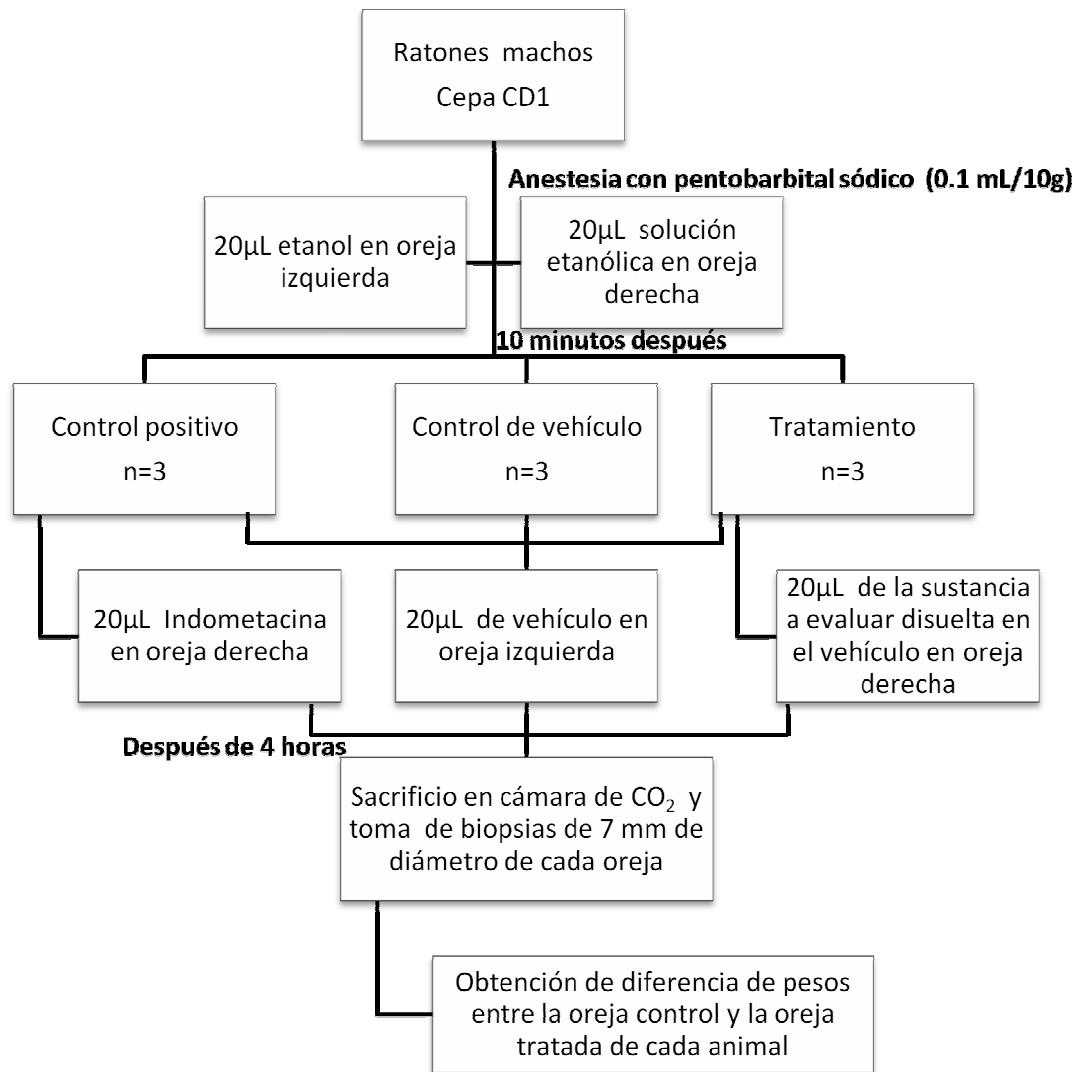 Ratones machos
Cepa CD1
Anestesia con pentobarbital sódico (0.1 mL/10g)
20µL etanol en oreja
izquierda
20µL solución
etanólica en oreja
derecha
10 minutos después
Control positivo
n=3
Control de vehículo
n=3
Tratamiento
n=3
20µL Indometacina
en oreja derecha
20µL de vehículo en
oreja izquierda
20µL de la sustancia
a evaluar disuelta en
el vehículo en oreja
derecha
Después de 4 horas
Sacrificio en cámara de CO₂ y
toma de biopsias de 7 mm de
diámetro de cada oreja
Obtención de diferencia de pesos
entre la oreja control y la oreja
tratada de cada animal